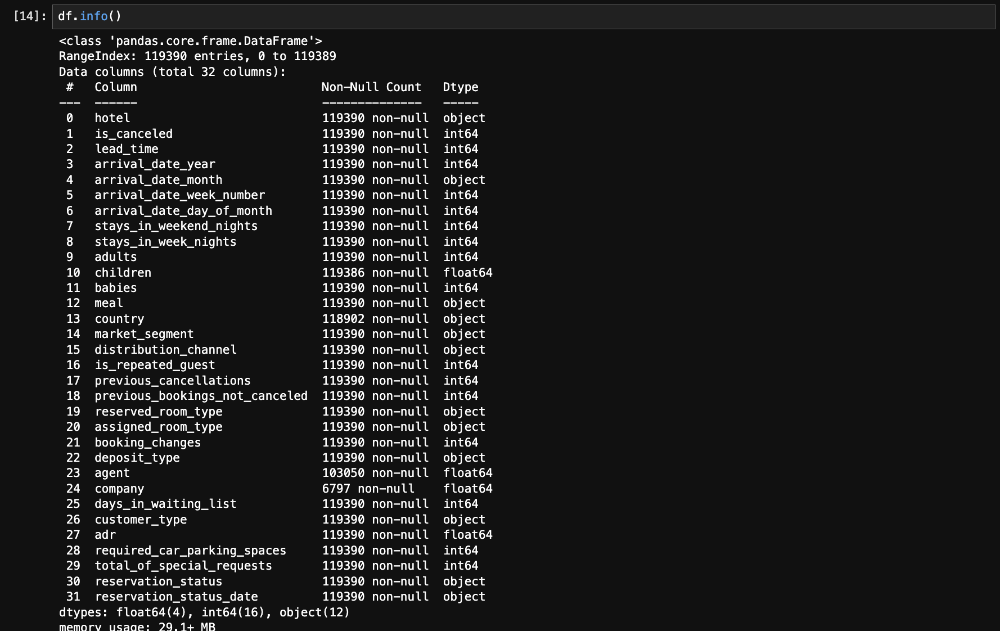 [14]: df.info()
<class 'pandas.core.frame.DataFrame'>
RangeIndex: 119390 entries, 0 to 119389
Data columns (total 32 columns):
 #   Column                          Non-Null Count   Dtype
---  ------                          --------------   -----
 0   hotel                           119390 non-null  object
 1   is_canceled                     119390 non-null  int64
 2   lead_time                       119390 non-null  int64
 3   arrival_date_year               119390 non-null  int64
 4   arrival_date_month              119390 non-null  object
 5   arrival_date_week_number        119390 non-null  int64
 6   arrival_date_day_of_month       119390 non-null  int64
 7   stays_in_weekend_nights         119390 non-null  int64
 8   stays_in_week_nights            119390 non-null  int64
 9   adults                          119390 non-null  int64
 10  children                        119386 non-null  float64
 11  babies                          119390 non-null  int64
 12  meal                            119390 non-null  object
 13  country                         118902 non-null  object
 14  market_segment                  119390 non-null  object
 15  distribution_channel            119390 non-null  object
 16  is_repeated_guest               119390 non-null  int64
 17  previous_cancellations          119390 non-null  int64
 18  previous_bookings_not_canceled  119390 non-null  int64
 19  reserved_room_type              119390 non-null  object
 20  assigned_room_type              119390 non-null  object
 21  booking_changes                 119390 non-null  int64
 22  deposit_type                    119390 non-null  object
 23  agent                           103050 non-null  float64
 24  company                         6797 non-null    float64
 25  days_in_waiting_list            119390 non-null  int64
 26  customer_type                   119390 non-null  object
 27  adr                             119390 non-null  float64
 28  required_car_parking_spaces     119390 non-null  int64
 29  total_of_special_requests       119390 non-null  int64
 30  reservation_status              119390 non-null  object
 31  reservation_status_date         119390 non-null  object
dtypes: float64(4), int64(16), object(12)
memory usage: 29.1+ MB